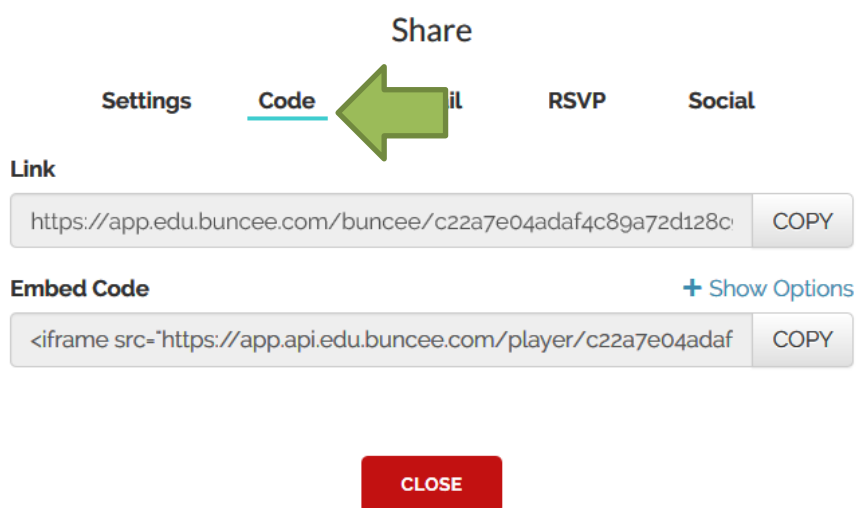 Share
Settings Code RSVP Social
Link
https://app.edu.buncee.com/buncee/c22a7e04adaf4c89a72d128c COPY
Embed Code + Show Options
<iframe src="https://app.api.edu.buncee.com/player/c22a7e04adaf COPY
CLOSE